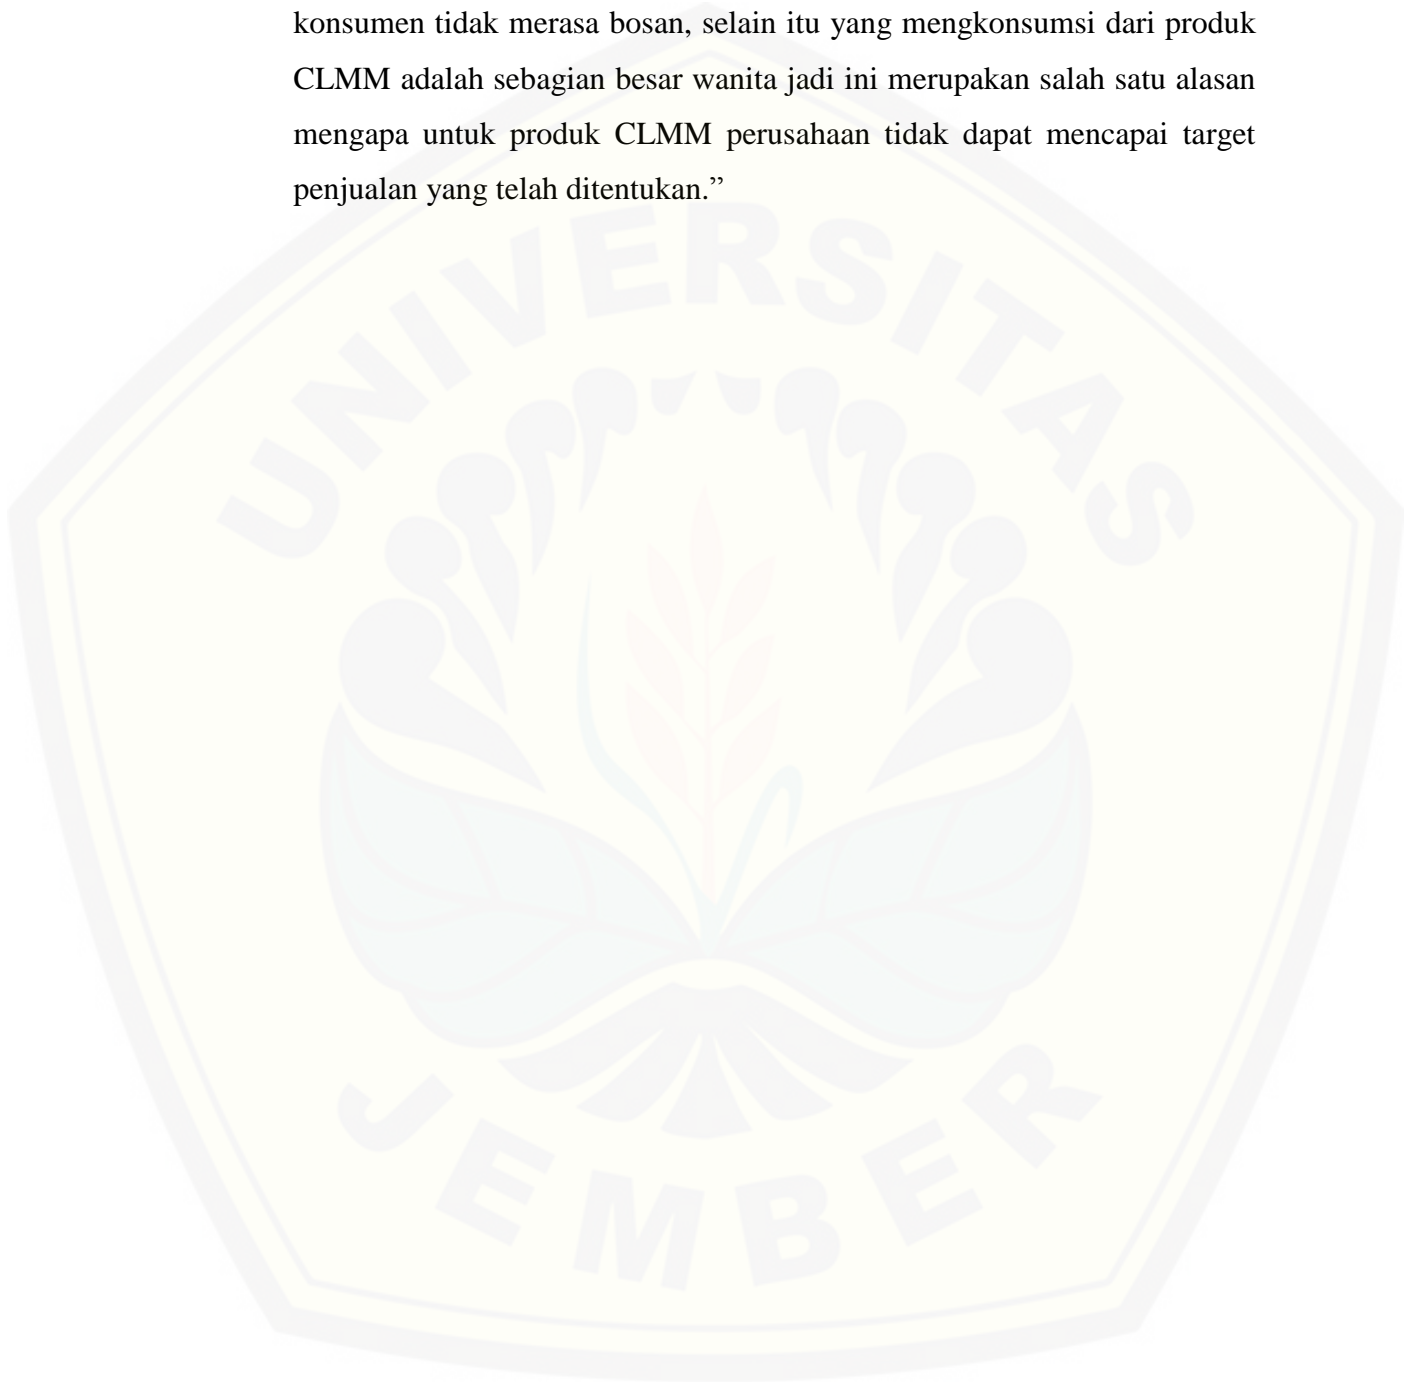 konsumen tidak merasa bosan, selain itu yang mengkonsumsi dari produk
CLMM adalah sebagian besar wanita jadi ini merupakan salah satu alasan
mengapa untuk produk CLMM perusahaan tidak dapat mencapai target
penjualan yang telah ditentukan.”
UNIVERSITAS
JEMBER